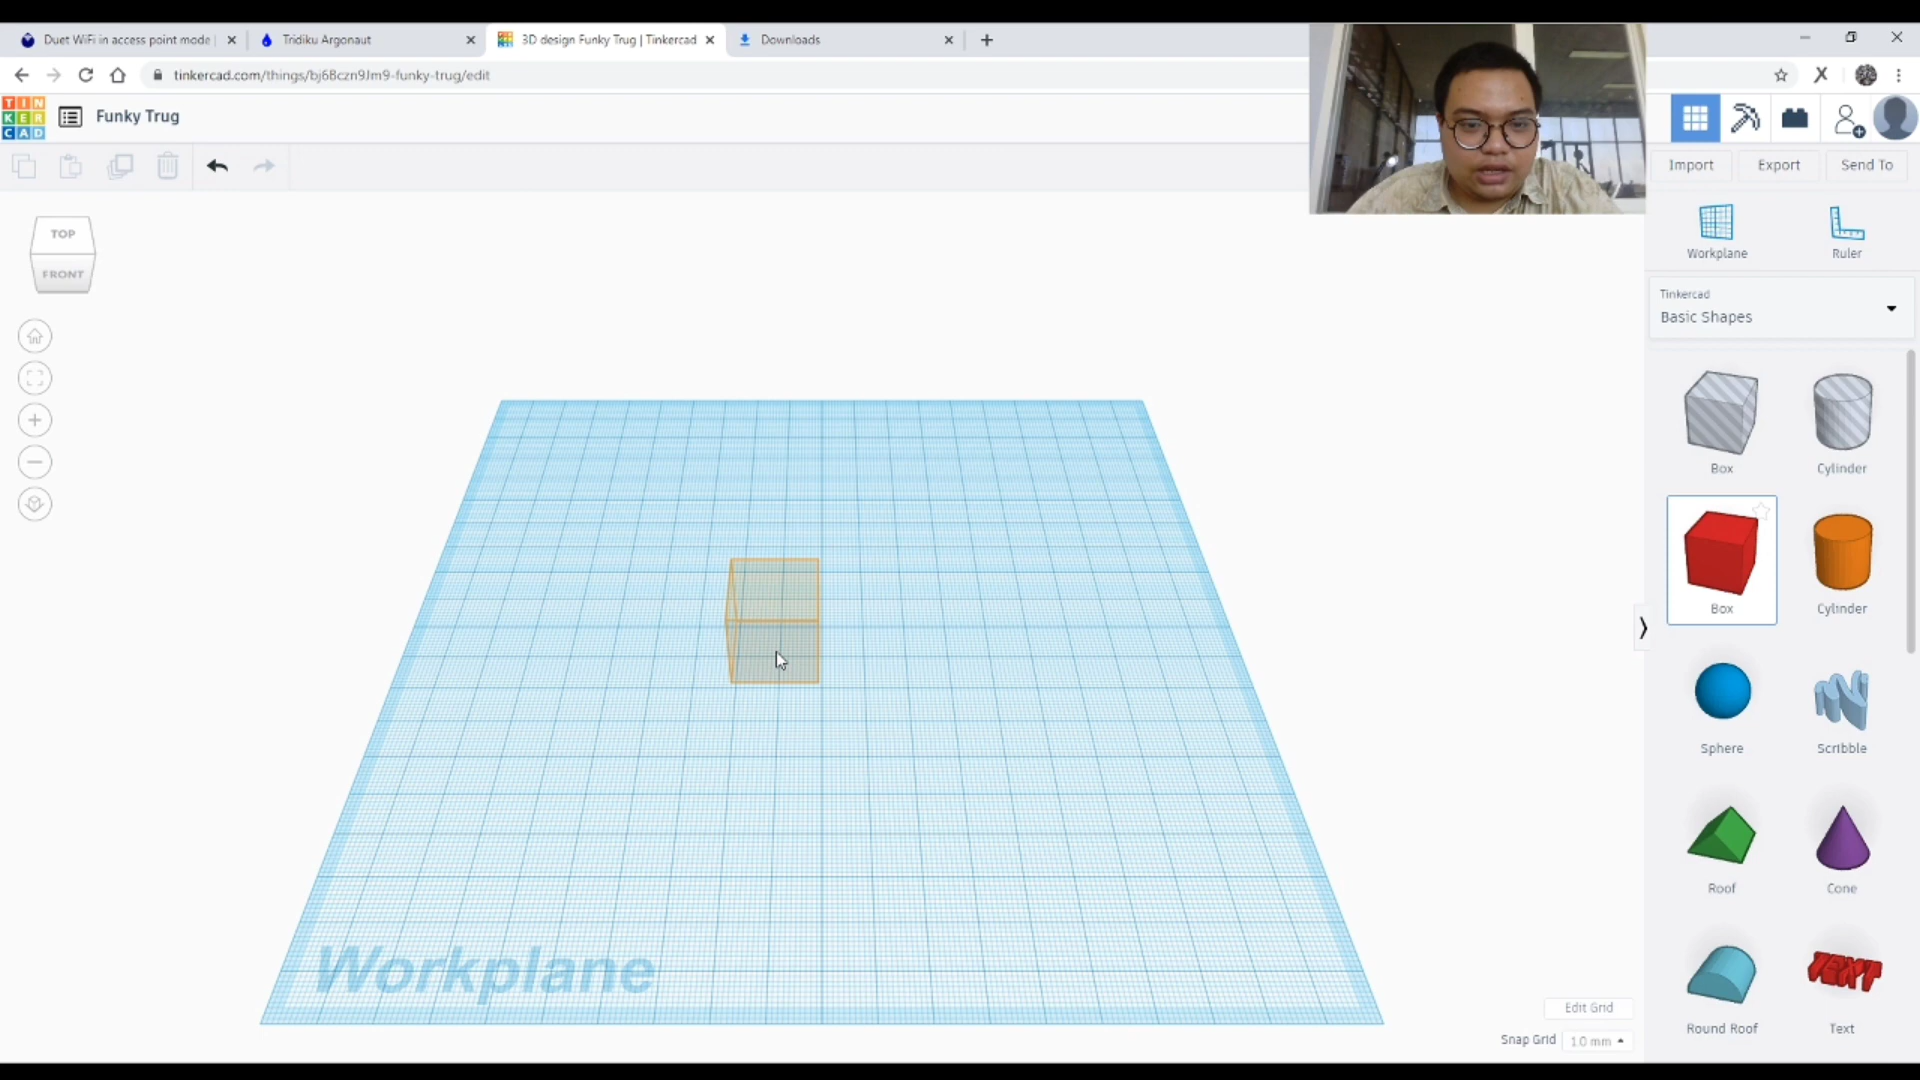 Duet WiFi in access point mode
Tridiku Argonaut
3D design Funky Trug | Tinkercad
Downloads
tinkercad.com/things/bj68czn9Jm9-funky-trug/edit
TIN
KER
CAD
Funky Trug
Import
Export
Send To
TOP
FRONT
Workplane
Ruler
Tinkercad
Basic Shapes
Box
Cylinder
Box
Cylinder
Sphere
Scribble
Roof
Cone
Workplane
TEXT
Edit Grid
Round Roof
Text
Snap Grid
1.0 mm